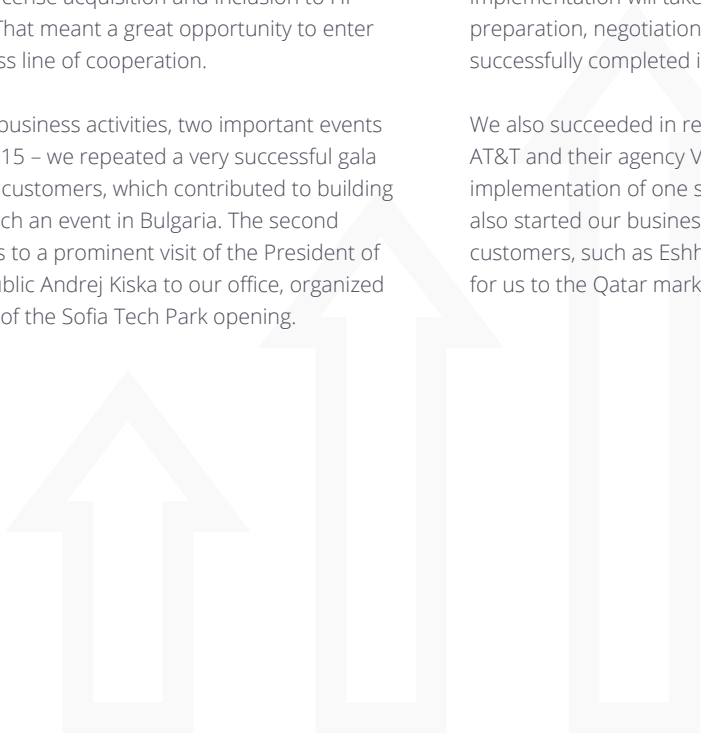 cense acquisition and inclusion to
That meant a great opportunity to enter
ss line of cooperation.
business activities, two important events
15 – we repeated a very successful gala
customers, which contributed to building
ch an event in Bulgaria. The second
s to a prominent visit of the President of
ublic Andrej Kiska to our office, organized
of the Sofia Tech Park opening.
implementation will take
preparation, negotiation
successfully completed i
We also succeeded in re
AT&T and their agency V
implementation of one s
also started our busines
customers, such as Eshh
for us to the Qatar mark